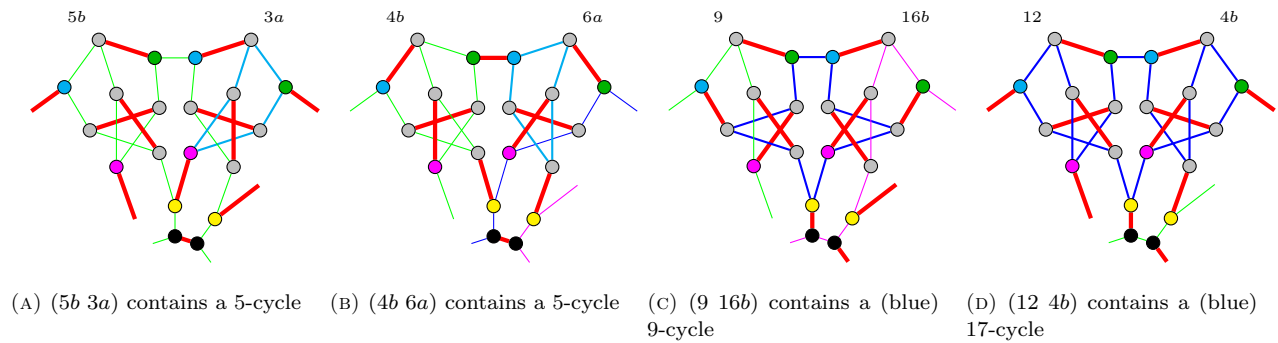 5b 3a 4b 6a 9 16b 12 4b
(A) (5b 3a) contains a 5-cycle (B) (4b 6a) contains a 5-cycle (C) (9 16b) contains a (blue) (D) (12 4b) contains a (blue)
9-cycle 17-cycle